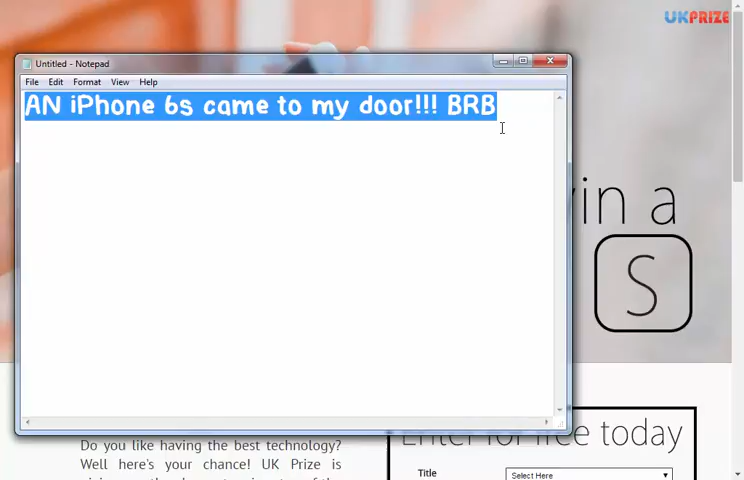 UKPRIZE
Untitled - Notepad
File Edit Format View Help
AN iPhone 6s came to my door!!! BRB
win a
S
Enter for free today
Do you like having the best technology?
Well here's your chance! UK Prize is
Title
Select Here